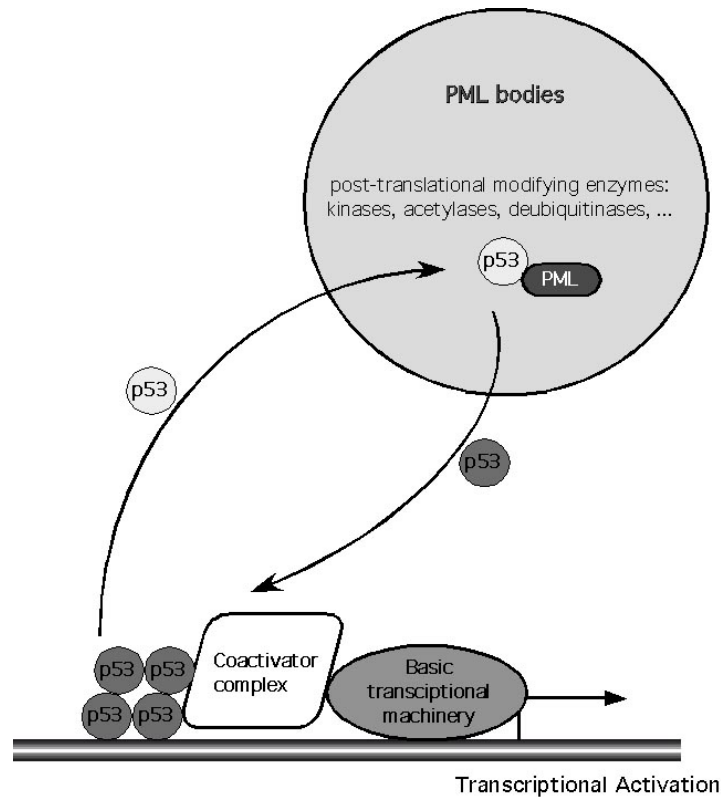 PML bodies
post-translational modifying enzymes:
kinases, acetylases, deubiquitinases, ...
p53
PML
p53
p53
p53 p53
p53 p53
Coactivator
complex
Basic
transciptional
machinery
Transcriptional Activation